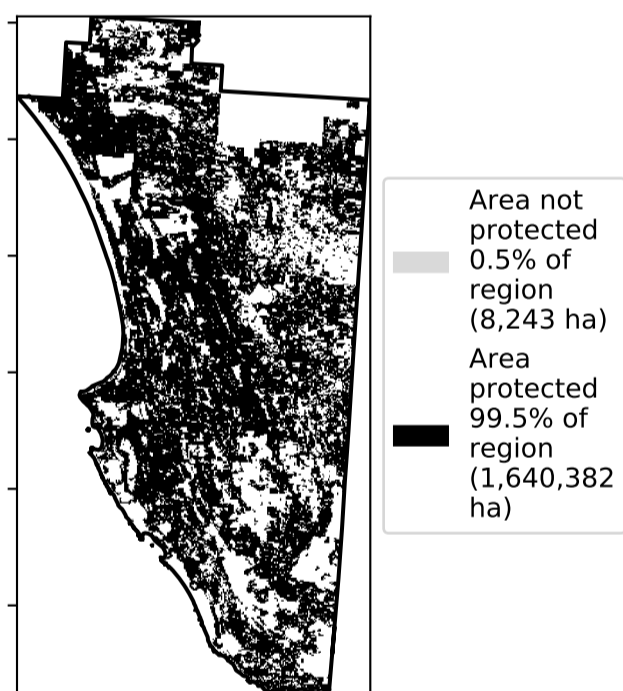 Area not
protected
0.5% of
region
(8,243 ha)
Area
protected
99.5% of
region
(1,640,382
ha)